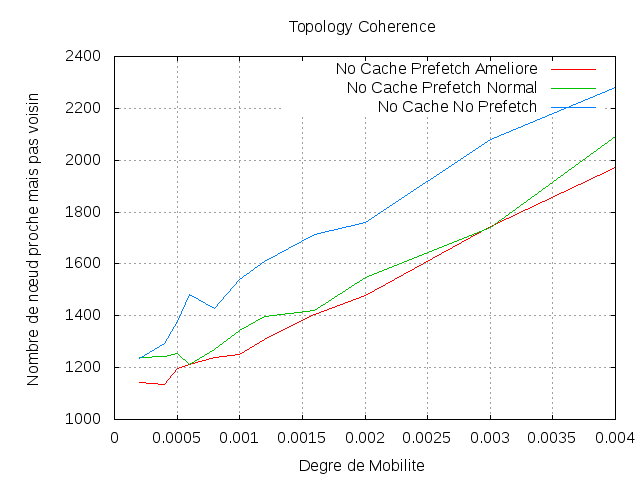 Topology Coherence
2400
2200
2000
1800
1600
1400
1200
1000
Nombre de nœud proche mais pas voisin
No Cache Prefetch Ameliore
No Cache Prefetch Normal
No Cache No Prefetch
0 0.0005 0.001 0.0015 0.002 0.0025 0.003 0.0035 0.004
Degre de Mobilite